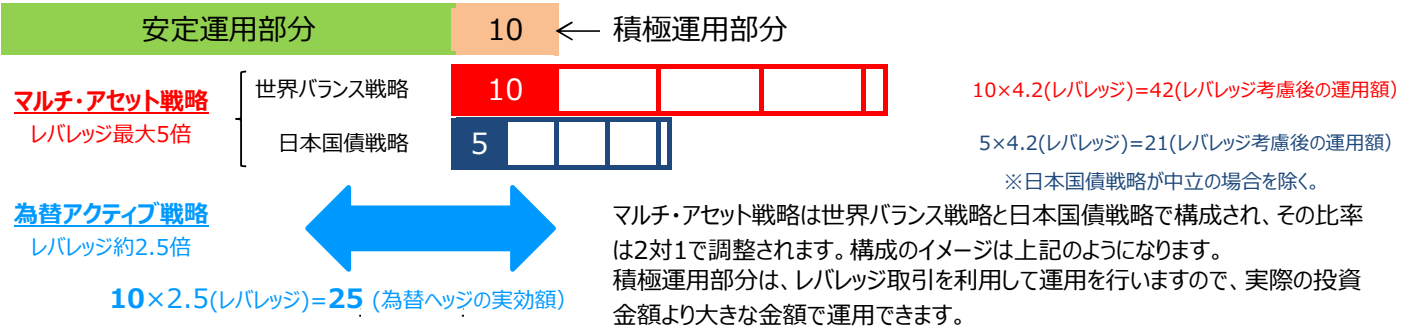 安定運用部分
10
← 積極運用部分
マルチ・アセット戦略
レバレッジ最大5倍
世界バランス戦略
10
10×4.2(レバレッジ)=42(レバレッジ考慮後の運用額)
日本国債戦略
5
5×4.2(レバレッジ)=21(レバレッジ考慮後の運用額)
※日本国債戦略が中立の場合を除く。
為替アクティブ戦略
レバレッジ約2.5倍
10×2.5(レバレッジ)=25 (為替ヘッジの実効額)
マルチ・アセット戦略は世界バランス戦略と日本国債戦略で構成され、その比率
は2対1で調整されます。構成のイメージは上記のようになります。
積極運用部分は、レバレッジ取引を利用して運用を行いますので、実際の投資
金額より大きな金額で運用できます。